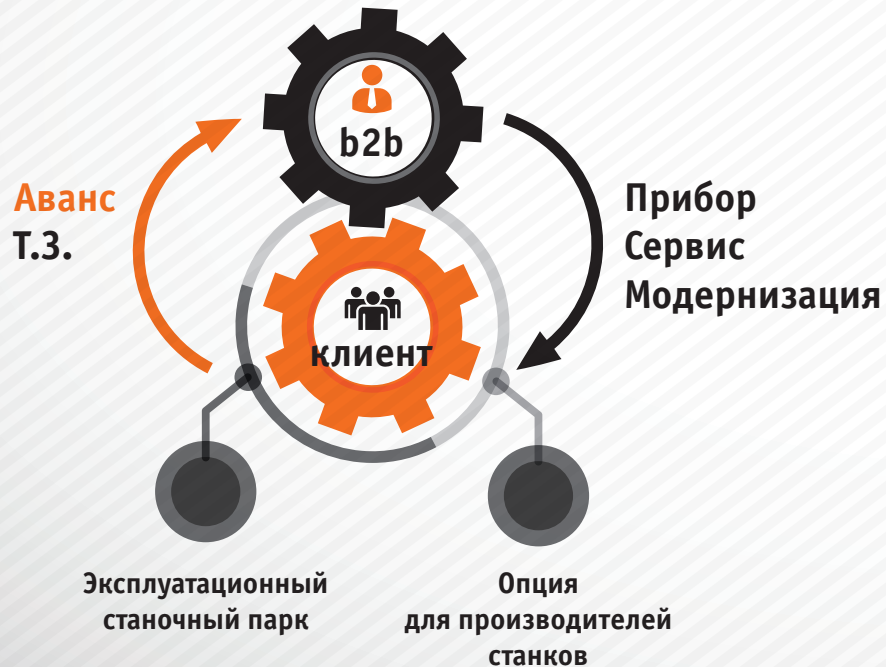 b2b
Аванс
Т.З.
Прибор
Сервис
Модернизация
клиент
Эксплуатационный
станочный парк
Опция
для производителей
станков